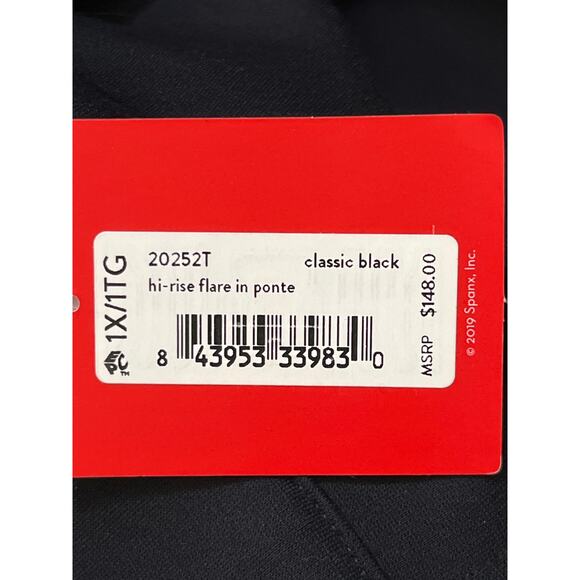 20252T classic black
hi-rise flare in ponte
8 43953 33983 0
1X/1TG
EPC™
MSRP $148.00
© 2019 Spanx, Inc.